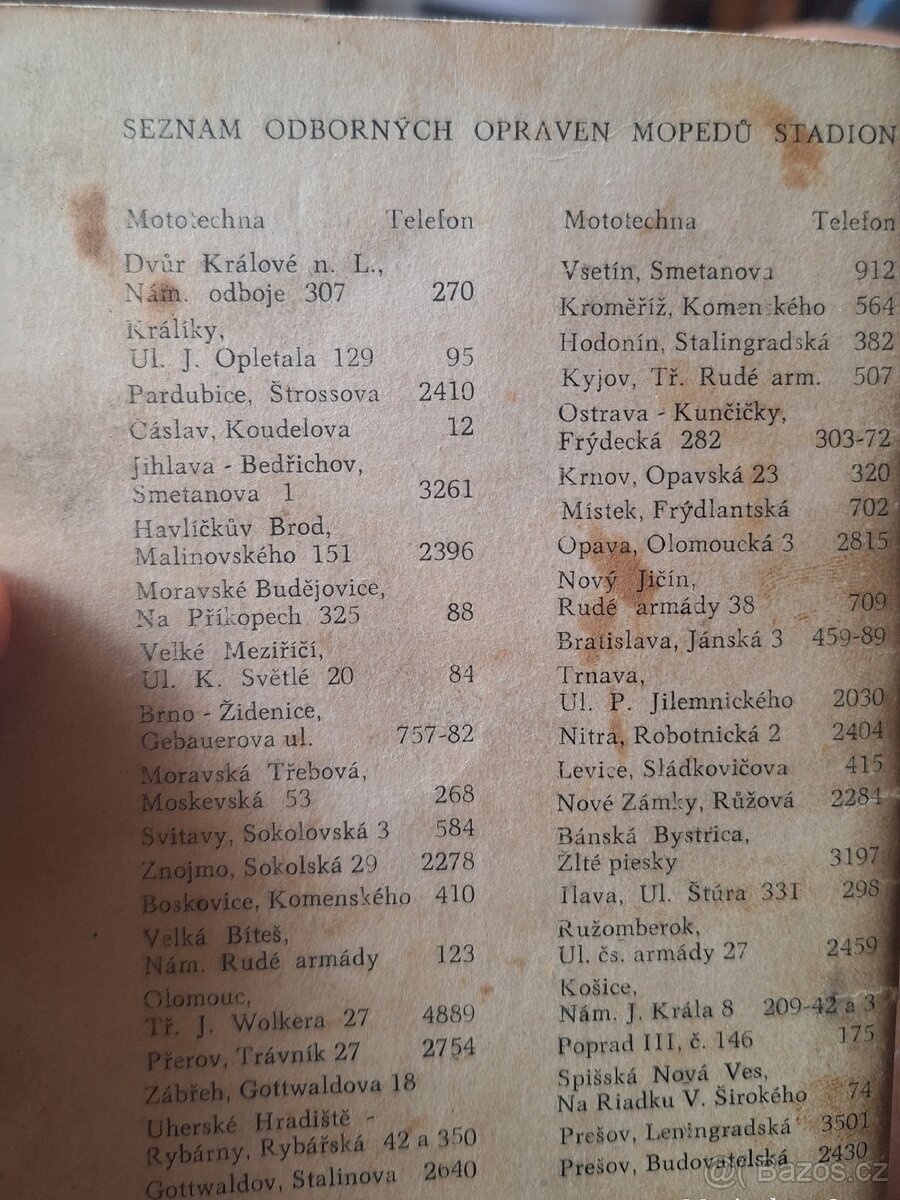 SEZNAM ODBORNÝCH OPRAVEN MOPEDŮ STADION
Mototechna Telefon
Dvůr Králové n. L.,
Nám. odboje 307 270
Králíky,
Ul. J. Opletala 129 95
Pardubice, Štrossova 2410
Čáslav, Koudelova 12
Jihlava - Bedřichov,
Smetanova 1 3261
Havlíčkův Brod,
Malinovského 151 2396
Moravské Budějovice,
Na Příkopech 325 88
Velké Meziříčí,
Ul. K. Světlé 20 84
Brno - Židenice,
Gebauerova ul. 757-82
Moravská Třebová,
Moskevská 53 268
Svitavy, Sokolovská 3 584
Znojmo, Sokolská 29 2278
Boskovice, Komenského 410
Velká Bíteš,
Nám. Rudé armády 123
Olomouc,
Tř. J. Wolkera 27 4889
Přerov, Trávník 27 2754
Zábřeh, Gottwaldova 18
Uherské Hradiště -
Rybárny, Rybářská 42 a 350
Gottwaldov, Stalinova 2640
Mototechna Telefon
Vsetín, Smetanova 912
Kroměříž, Komenského 564
Hodonín, Stalingradská 382
Kyjov, Tř. Rudé arm. 507
Ostrava - Kunčičky,
Frýdecká 282 303-72
Krnov, Opavská 23 320
Místek, Frýdlantská 702
Opava, Olomoucká 3 2815
Nový Jičín,
Rudé armády 38 709
Bratislava, Jánská 3 459-89
Trnava,
Ul. P. Jilemnického 2030
Nitra, Robotnická 2 2404
Levice, Sládkovičova 415
Nové Zámky, Růžová 2284
Bánská Bystřica,
Žlté piesky 3197
Ilava, Ul. Štúra 331 298
Ružomberok,
Ul. čs. armády 27 2459
Košice,
Nám. J. Krála 8 209-42 a 3
Poprad III, č. 146 175
Spišská Nová Ves,
Na Riadku V. Širokého 74
Prešov, Leningradská 3501
Prešov, Budovatelská 2430
@ Bazoš.cz